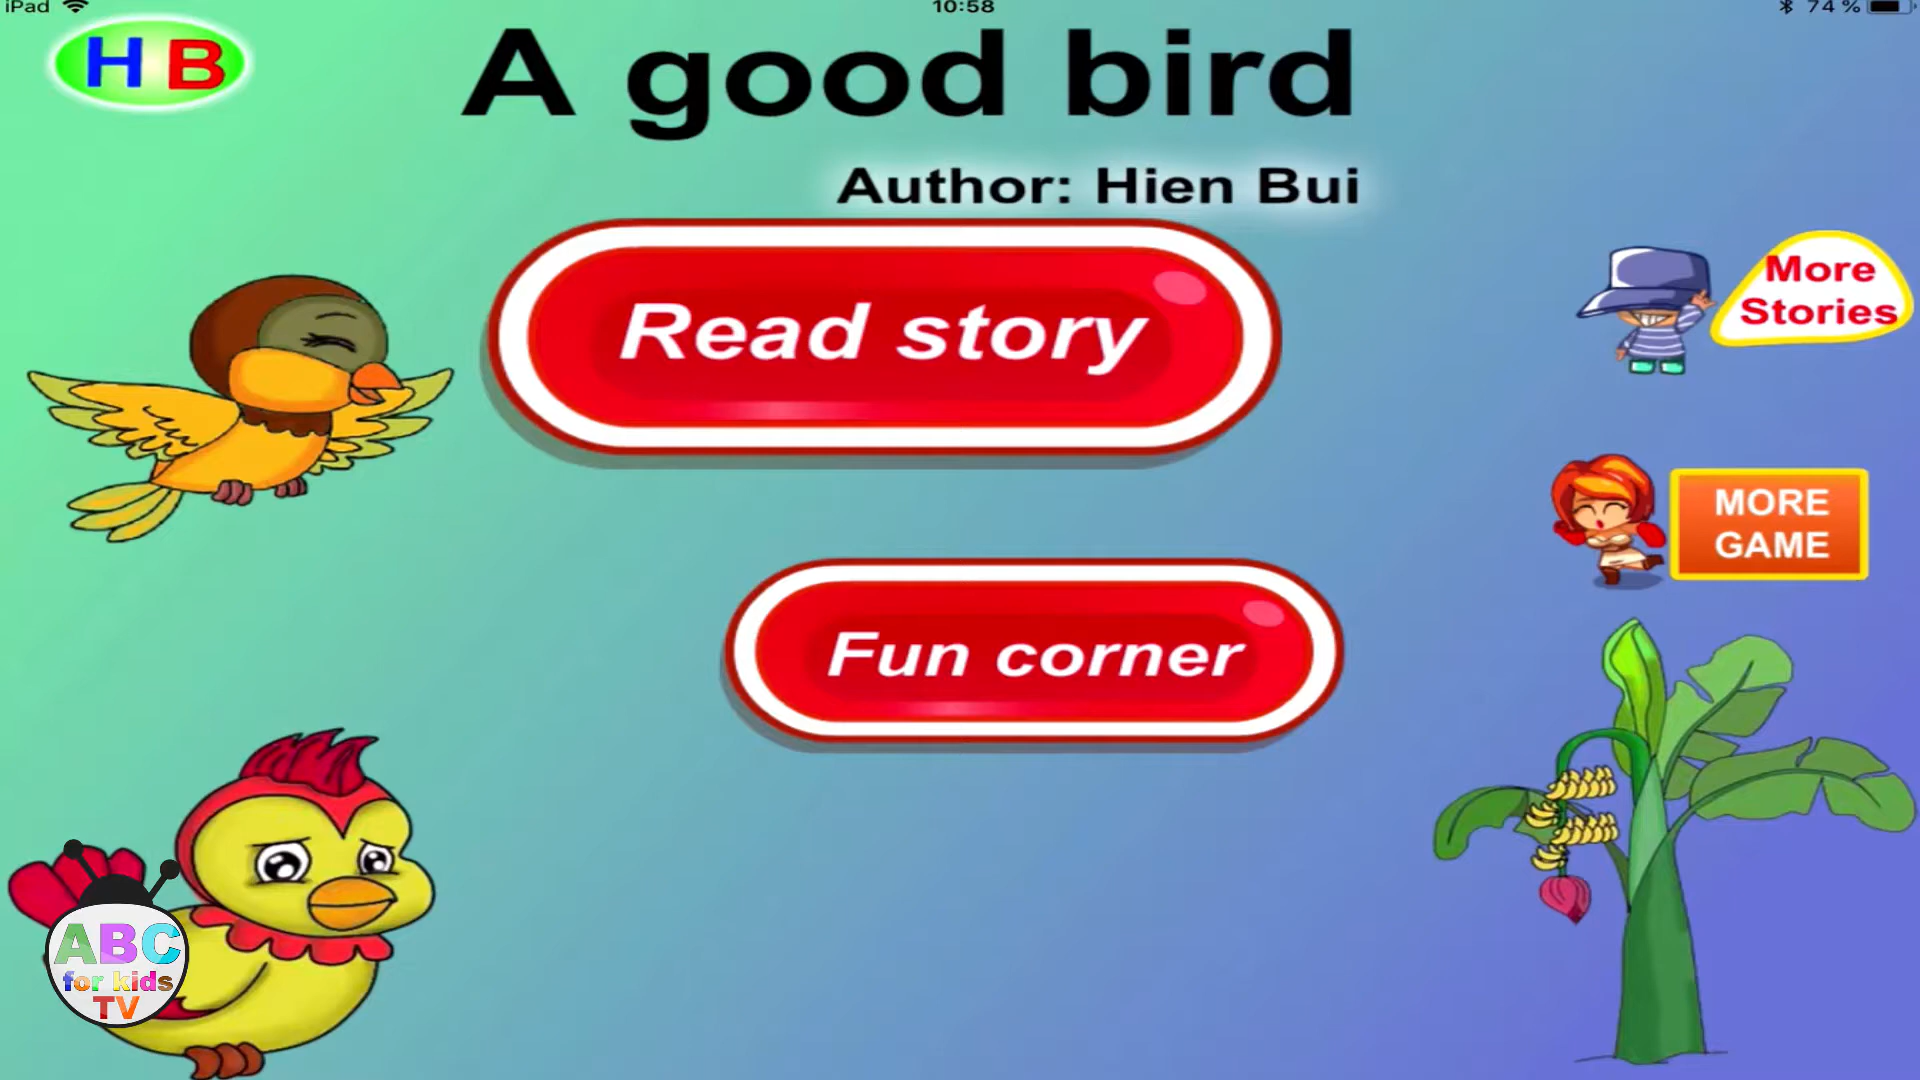 iPad 10:58 74 %
H B
A good bird
Author: Hien Bui
Read story
More
Stories
MORE
GAME
Fun corner
ABC
for kids
TV